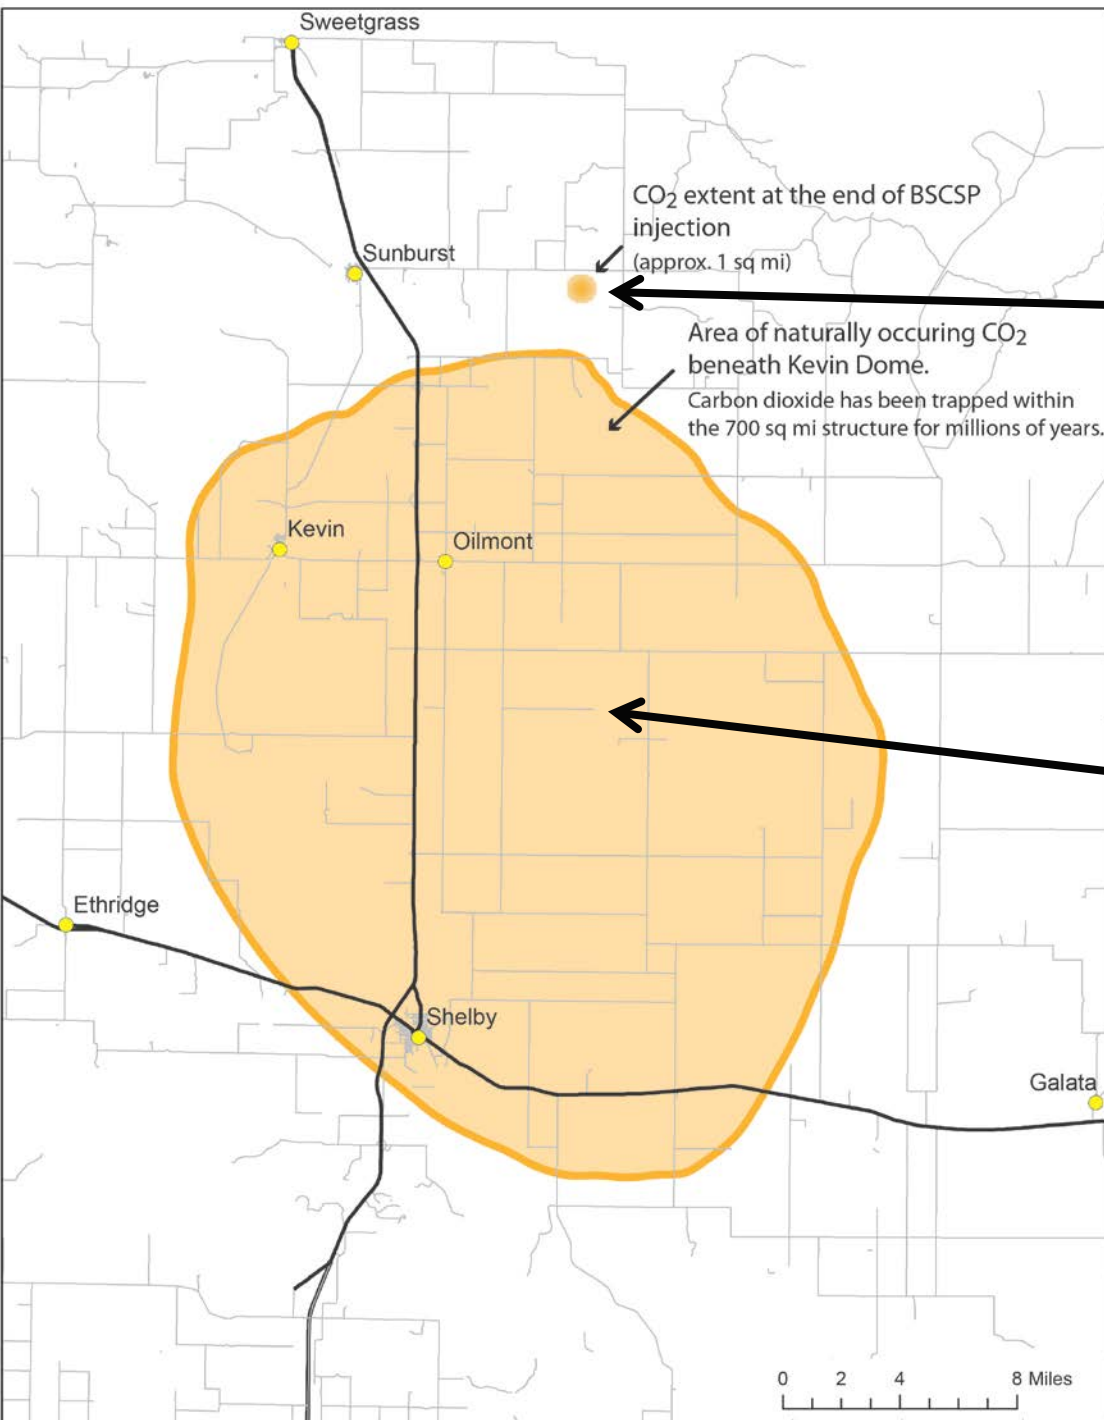 Sweetgrass
CO2 extent at the end of BSCSP
injection
(approx. 1 sq mi)
Sunburst
Area of naturally occuring CO2
beneath Kevin Dome.
Carbon dioxide has been trapped within
the 700 sq mi structure for millions of years.
Kevin
Oilmont
Ethridge
Shelby
Galata
0 2 4 8 Miles